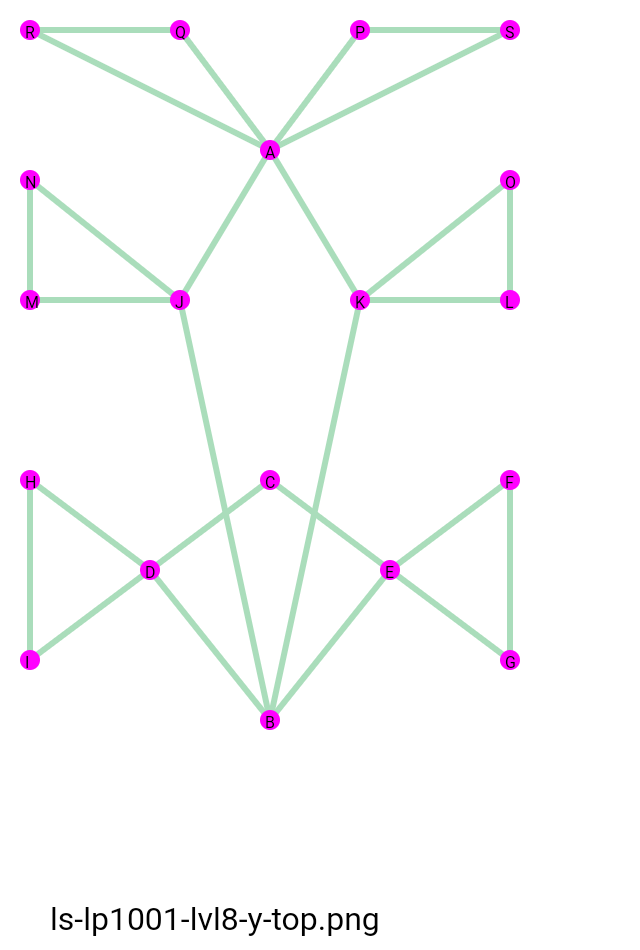 R Q P S
A
N O
M J K L
H C F
D E
I G
B
ls-lp1001-lvl8-y-top.png